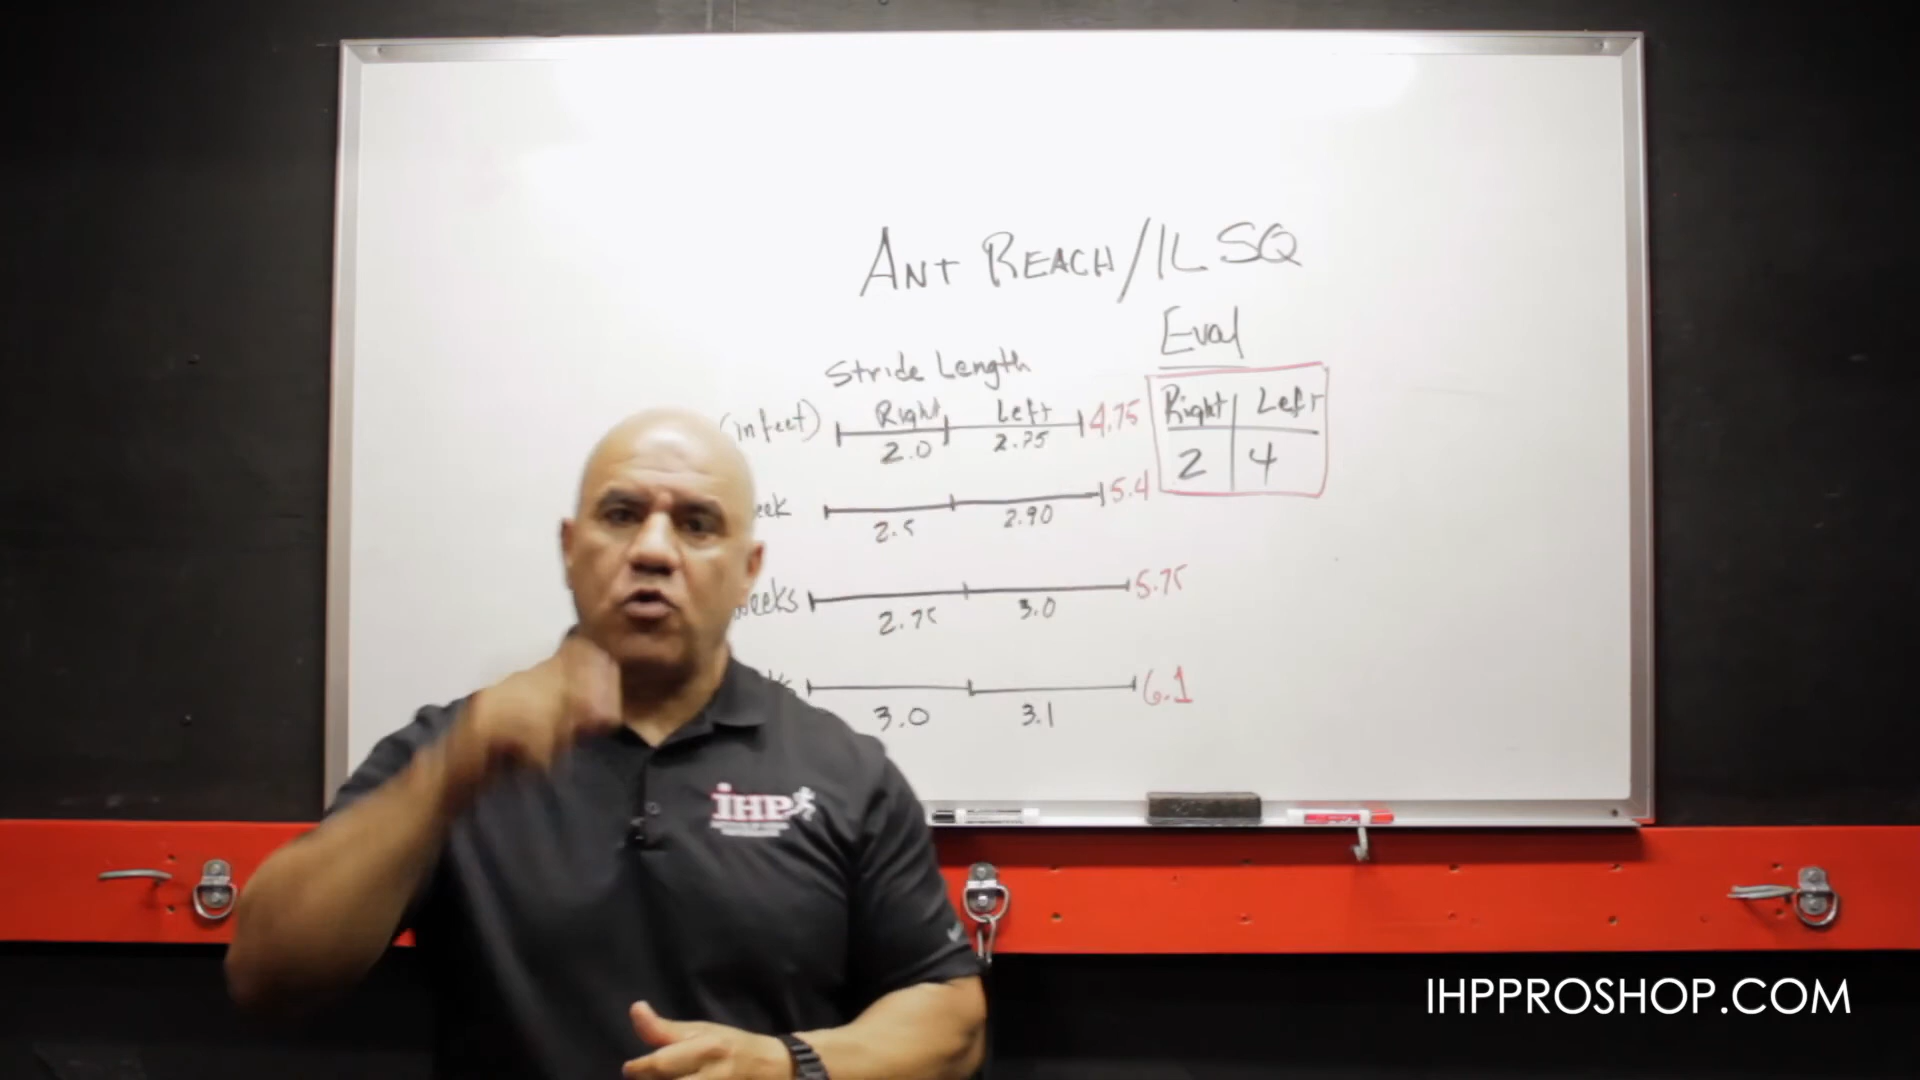 ANT REACH/1L SQ
Eval
Stride Length
Right Left
2 4
(in feet) Right Left 4.75
2.0 2.75
5.4
2.5 2.90
5.75
2.75 3.0
6.1
3.0 3.1
iHP
IHPPROSHOP.COM